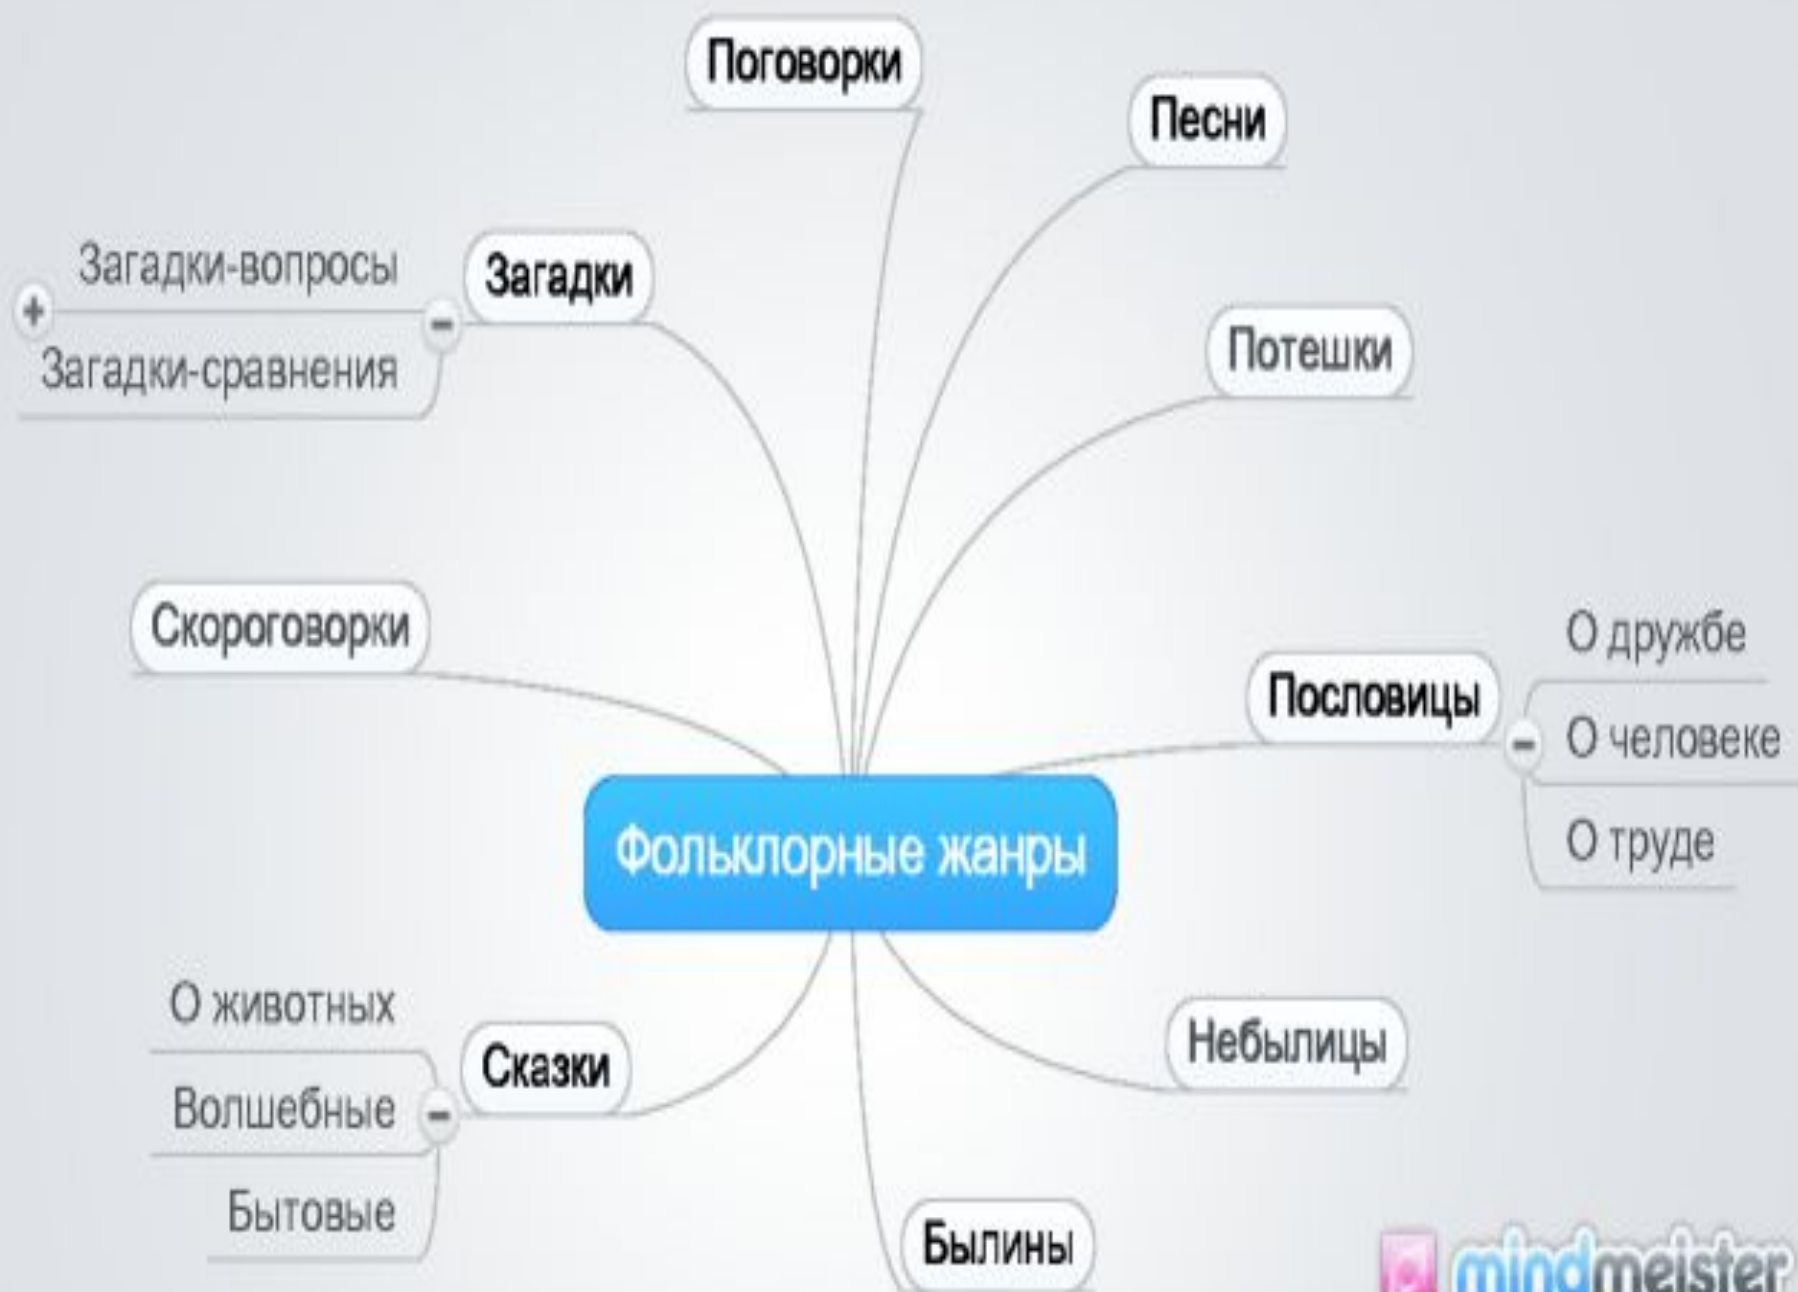 Поговорки
Песни
Загадки-вопросы
Загадки
Загадки-сравнения
Потешки
Скороговорки
Пословицы
О дружбе
О человеке
О труде
Фольклорные жанры
О животных
Сказки
Волшебные
Бытовые
Небылицы
Былины
mindmeister